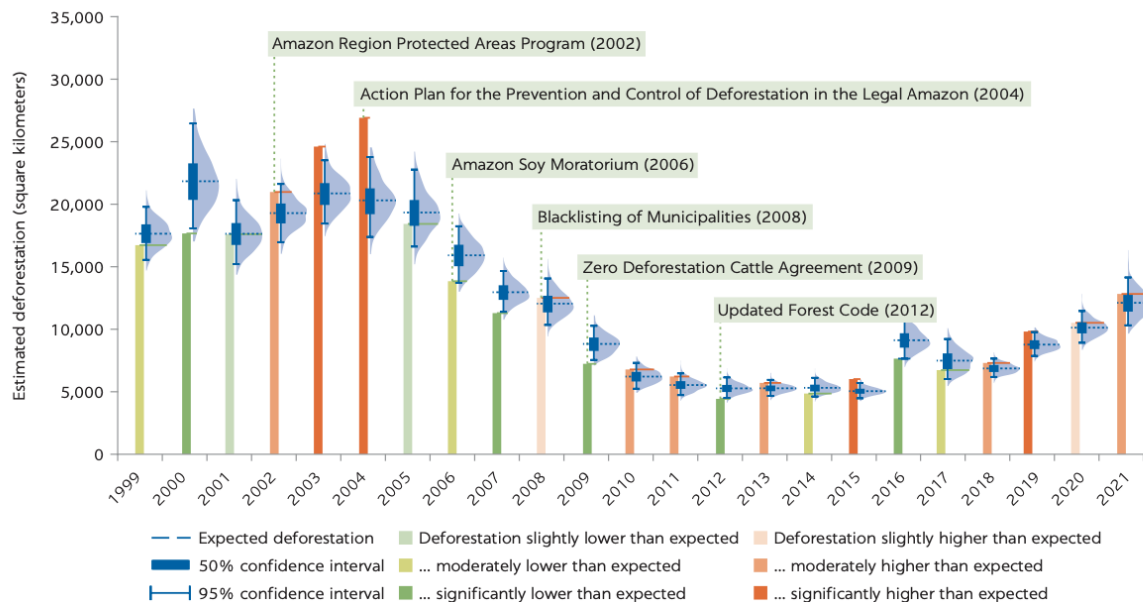 35,000
Amazon Region Protected Areas Program (2002)
30,000
Action Plan for the Prevention and Control of Deforestation in the Legal Amazon (2004)
25,000
Amazon Soy Moratorium (2006)
20,000
Blacklisting of Municipalities (2008)
15,000
Zero Deforestation Cattle Agreement (2009)
Updated Forest Code (2012)
10,000
5,000
0
Estimated deforestation (square kilometers)
1999 2000 2001 2002 2003 2004 2005 2006 2007 2008 2009 2010 2011 2012 2013 2014 2015 2016 2017 2018 2019 2020 2021
Expected deforestation
50% confidence interval
95% confidence interval
Deforestation slightly lower than expected
... moderately lower than expected
... significantly lower than expected
Deforestation slightly higher than expected
... moderately higher than expected
... significantly higher than expected